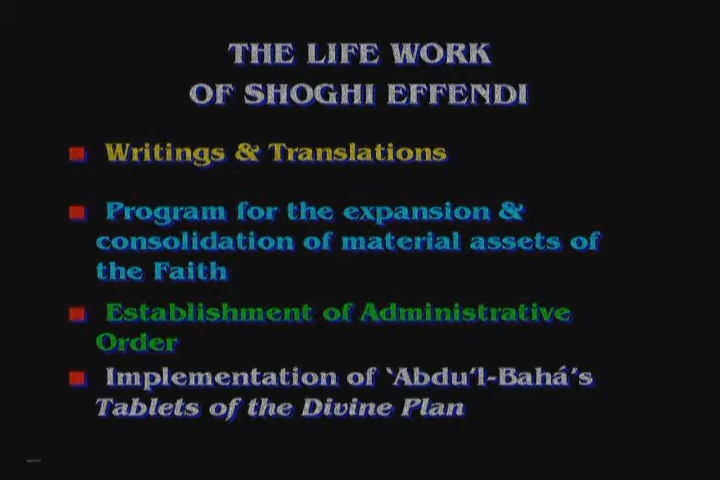 THE LIFE WORK
OF SHOGHI EFFENDI
Writings & Translations
Program for the expansion &
consolidation of material assets of
the Faith
Establishment of Administrative
Order
Implementation of ‘Abdu’l-Bahá’s
Tablets of the Divine Plan